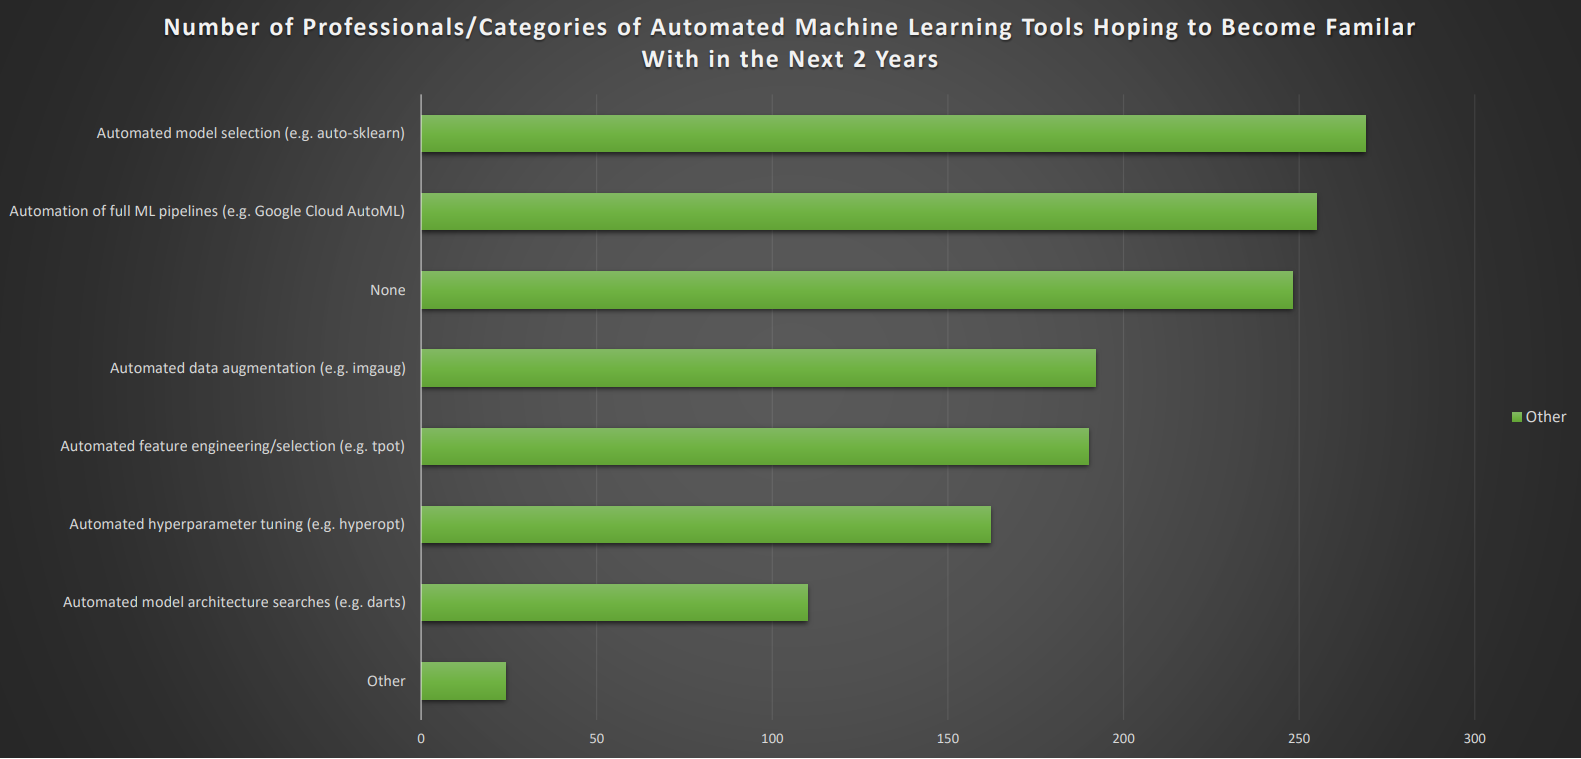 Number of Professionals/Categories of Automated Machine Learning Tools Hoping to Become Familar
With in the Next 2 Years
Automated model selection (e.g. auto-sklearn)
Automation of full ML pipelines (e.g. Google Cloud AutoML)
None
Automated data augmentation (e.g. imgaug)
Automated feature engineering/selection (e.g. tpot)
Automated hyperparameter tuning (e.g. hyperopt)
Automated model architecture searches (e.g. darts)
Other
0 50 100 150 200 250 300
Other